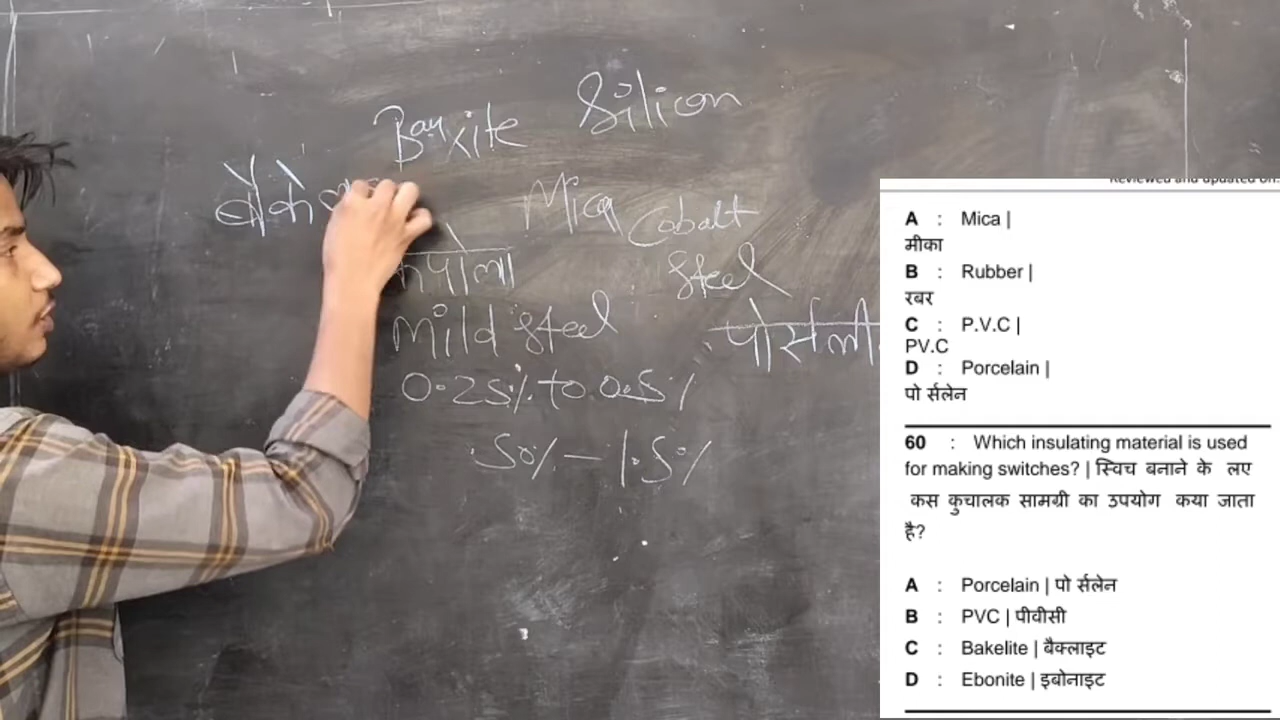 Bauxite Silicon
Mica
Cobalt
Steel
Mild Steel
0.25% to 0.5%
.50% – 1.5%
A : Mica |
मीका
B : Rubber |
रबर
C : P.V.C |
PV.C
D : Porcelain |
पो र्सलेन
60 : Which insulating material is used
for making switches? | स्विच बनाने के लए
कस कुचालक सामग्री का उपयोग कया जाता
है?
A : Porcelain | पो र्सलेन
B : PVC | पीवीसी
C : Bakelite | बैक्लाइट
D : Ebonite | इबोनाइट